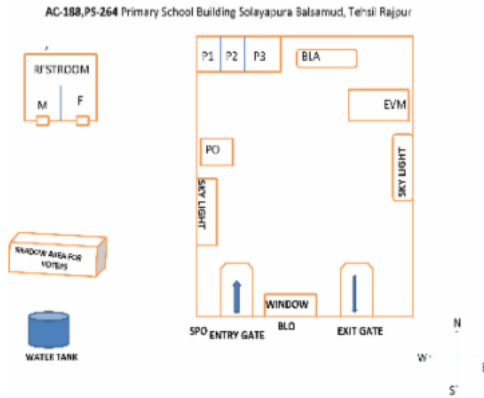 AC-188,PS-264 Primary School Building Solayapura Balsamud, Tehsil Rajpur
RESTROOM
M F
P1 P2 P3
BLA
EVM
PO
SKY LIGHT
SKY LIGHT
SHADOW AREA FOR
VOTERS
WATER TANK
WINDOW
SPO ENTRY GATE
BLO
EXIT GATE
N
W
E
S